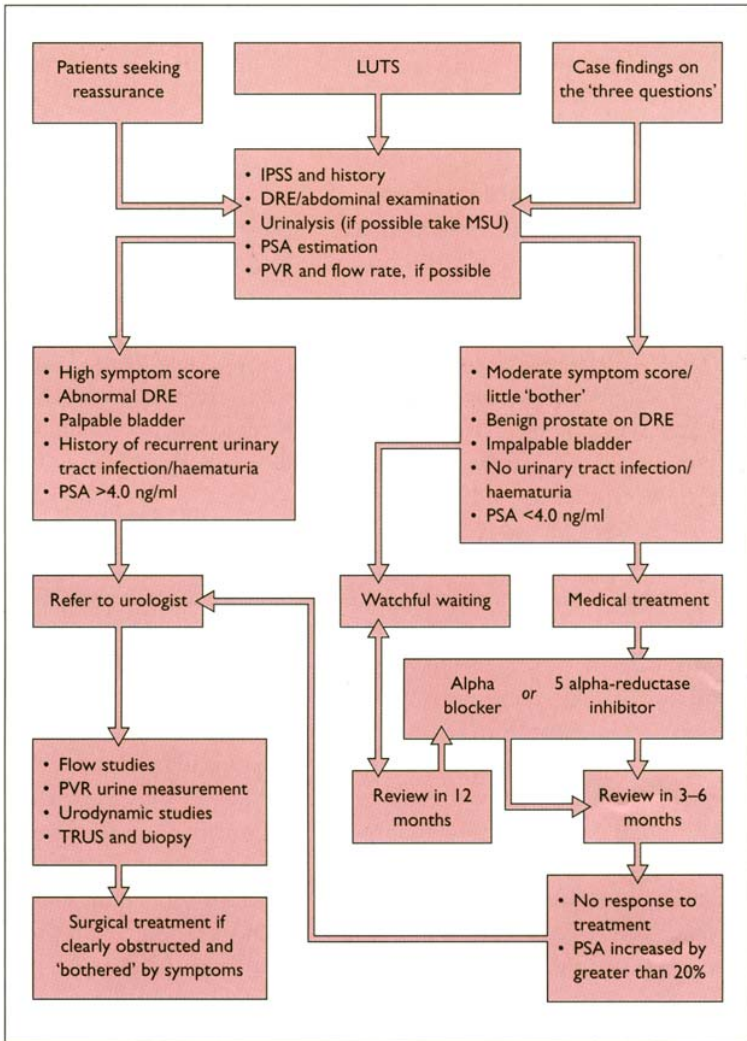 Patients seeking
reassurance
LUTS
Case findings on
the ‘three questions’
• IPSS and history
• DRE/abdominal examination
• Urinalysis (if possible take MSU)
• PSA estimation
• PVR and flow rate, if possible
• High symptom score
• Abnormal DRE
• Palpable bladder
• History of recurrent urinary
tract infection/haematuria
• PSA >4.0 ng/ml
• Moderate symptom score/
little ‘bother’
• Benign prostate on DRE
• Impalpable bladder
• No urinary tract infection/
haematuria
• PSA <4.0 ng/ml
Refer to urologist
Watchful waiting
Medical treatment
Alpha
blocker
or
5 alpha-reductase
inhibitor
• Flow studies
• PVR urine measurement
• Urodynamic studies
• TRUS and biopsy
Review in 12
months
Review in 3–6
months
Surgical treatment if
clearly obstructed and
‘bothered’ by symptoms
• No response to
treatment
• PSA increased by
greater than 20%